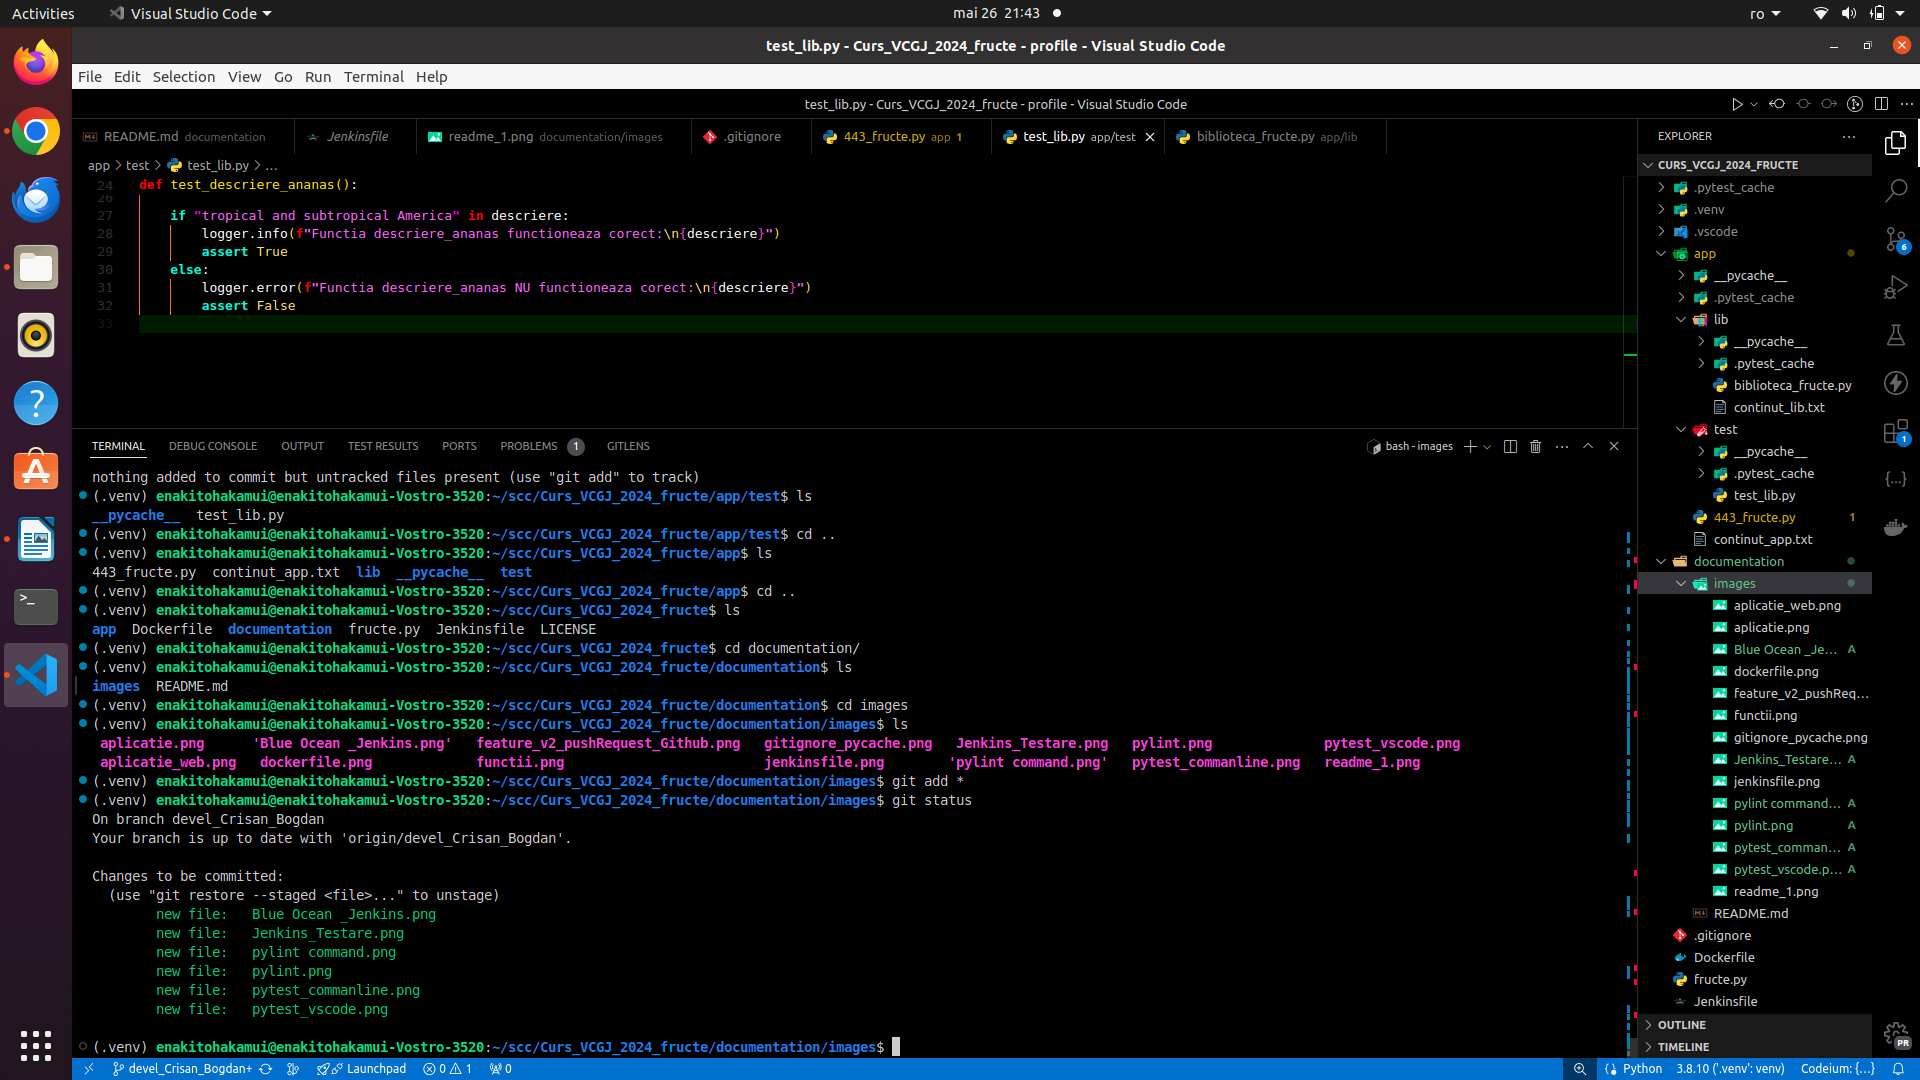 Activities
Visual Studio Code
mai 26 21:43
ro
test_lib.py - Curs_VCGJ_2024_fructe - profile - Visual Studio Code
File Edit Selection View Go Run Terminal Help
test_lib.py - Curs_VCGJ_2024_fructe - profile - Visual Studio Code
README.md documentation
Jenkinsfile
readme_1.png documentation/images
.gitignore
443_fructe.py app 1
test_lib.py app/test
biblioteca_fructe.py app/lib
app > test > test_lib.py > ...
24 def test_descriere_ananas():
26
27 if "tropical and subtropical America" in descriere:
28 logger.info(f"Functia descriere_ananas functioneaza corect:\n{descriere}")
29 assert True
30 else:
31 logger.error(f"Functia descriere_ananas NU functioneaza corect:\n{descriere}")
32 assert False
33
TERMINAL DEBUG CONSOLE OUTPUT TEST RESULTS PORTS PROBLEMS 1 GITLENS
bash - images
nothing added to commit but untracked files present (use "git add" to track)
(.venv) enakitohakamui@enakitohakamui-Vostro-3520:~/scc/Curs_VCGJ_2024_fructe/app/test$ ls
__pycache__ test_lib.py
(.venv) enakitohakamui@enakitohakamui-Vostro-3520:~/scc/Curs_VCGJ_2024_fructe/app/test$ cd ..
(.venv) enakitohakamui@enakitohakamui-Vostro-3520:~/scc/Curs_VCGJ_2024_fructe/app$ ls
443_fructe.py continut_app.txt lib __pycache__ test
(.venv) enakitohakamui@enakitohakamui-Vostro-3520:~/scc/Curs_VCGJ_2024_fructe/app$ cd ..
(.venv) enakitohakamui@enakitohakamui-Vostro-3520:~/scc/Curs_VCGJ_2024_fructe$ ls
app Dockerfile documentation fructe.py Jenkinsfile LICENSE
(.venv) enakitohakamui@enakitohakamui-Vostro-3520:~/scc/Curs_VCGJ_2024_fructe$ cd documentation/
(.venv) enakitohakamui@enakitohakamui-Vostro-3520:~/scc/Curs_VCGJ_2024_fructe/documentation$ ls
images README.md
(.venv) enakitohakamui@enakitohakamui-Vostro-3520:~/scc/Curs_VCGJ_2024_fructe/documentation$ cd images
(.venv) enakitohakamui@enakitohakamui-Vostro-3520:~/scc/Curs_VCGJ_2024_fructe/documentation/images$ ls
aplicatie.png 'Blue Ocean _Jenkins.png' feature_v2_pushRequest_Github.png gitignore_pycache.png Jenkins_Testare.png pylint.png pytest_vscode.png
aplicatie_web.png dockerfile.png functii.png jenkinsfile.png 'pylint command.png' pytest_commanline.png readme_1.png
(.venv) enakitohakamui@enakitohakamui-Vostro-3520:~/scc/Curs_VCGJ_2024_fructe/documentation/images$ git add *
(.venv) enakitohakamui@enakitohakamui-Vostro-3520:~/scc/Curs_VCGJ_2024_fructe/documentation/images$ git status
On branch devel_Crisan_Bogdan
Your branch is up to date with 'origin/devel_Crisan_Bogdan'.
Changes to be committed:
(use "git restore --staged <file>..." to unstage)
new file: Blue Ocean _Jenkins.png
new file: Jenkins_Testare.png
new file: pylint command.png
new file: pylint.png
new file: pytest_commanline.png
new file: pytest_vscode.png
(.venv) enakitohakamui@enakitohakamui-Vostro-3520:~/scc/Curs_VCGJ_2024_fructe/documentation/images$
EXPLORER
CURS_VCGJ_2024_FRUCTE
.pytest_cache
.venv
.vscode
app
__pycache__
.pytest_cache
lib
__pycache__
.pytest_cache
biblioteca_fructe.py
continut_lib.txt
test
__pycache__
.pytest_cache
test_lib.py
443_fructe.py 1
continut_app.txt
documentation
images
aplicatie_web.png
aplicatie.png
Blue Ocean _Je... A
dockerfile.png
feature_v2_pushReq...
functii.png
gitignore_pycache.png
Jenkins_Testare... A
jenkinsfile.png
pylint command... A
pylint.png A
pytest_comman... A
pytest_vscode.p... A
readme_1.png
README.md
.gitignore
Dockerfile
fructe.py
Jenkinsfile
OUTLINE
TIMELINE
6
1
PR
devel_Crisan_Bogdan+
Launchpad
0 1
0
Python
3.8.10 ('.venv': venv)
Codeium: {...}